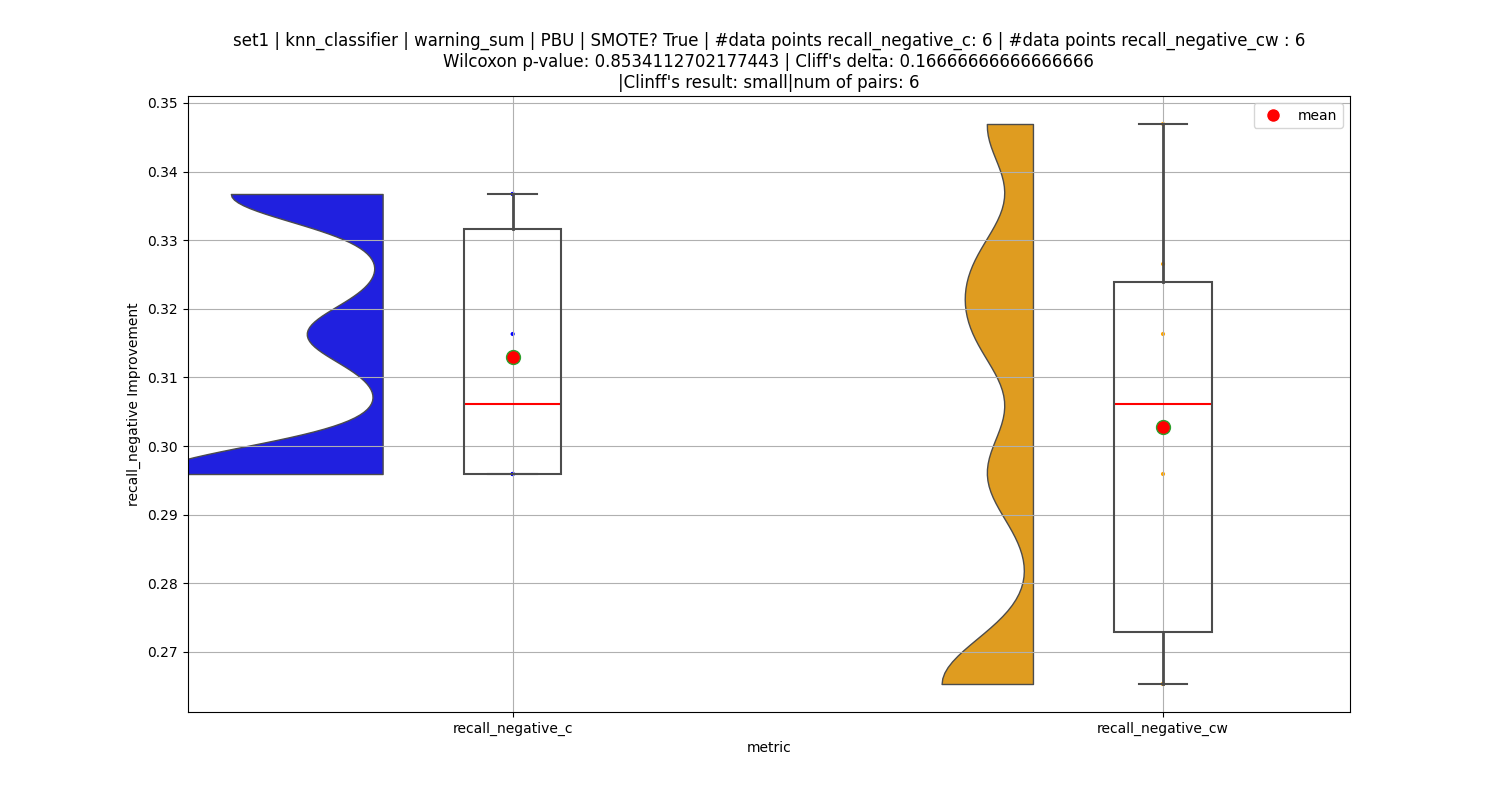 set1 | knn_classifier | warning_sum | PBU | SMOTE? True | #data points recall_negative_c: 6 | #data points recall_negative_cw : 6
Wilcoxon p-value: 0.8534112702177443 | Cliff's delta: 0.16666666666666666
|Clinff's result: small|num of pairs: 6
mean
recall_negative Improvement
0.35
0.34
0.33
0.32
0.31
0.30
0.29
0.28
0.27
recall_negative_c
recall_negative_cw
metric